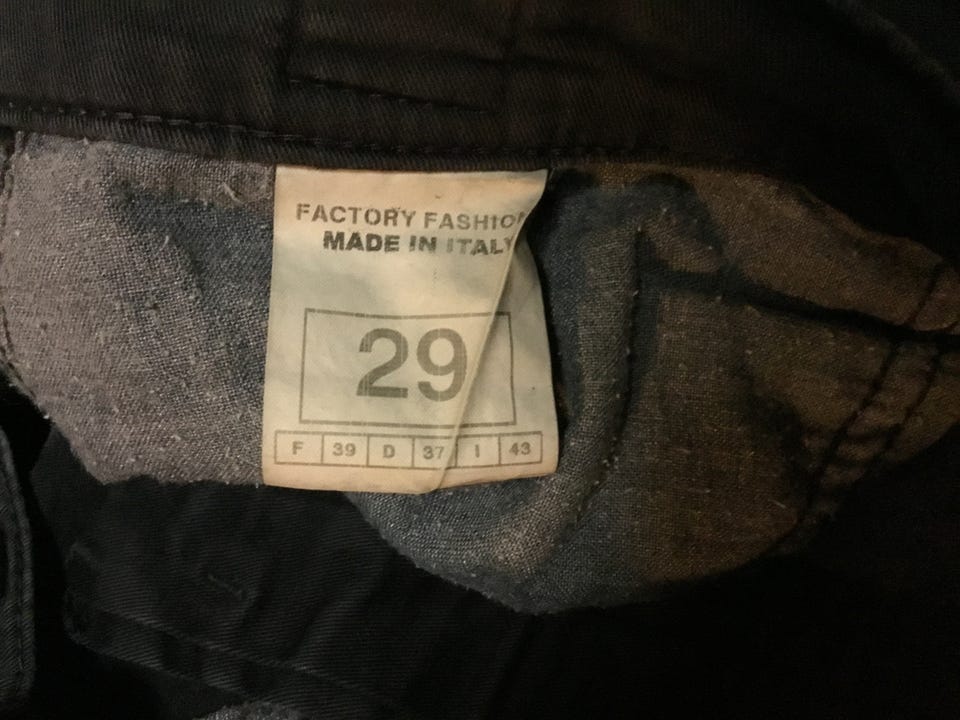 FACTORY FASHION
MADE IN ITALY
29
F 39 D 37 I 43